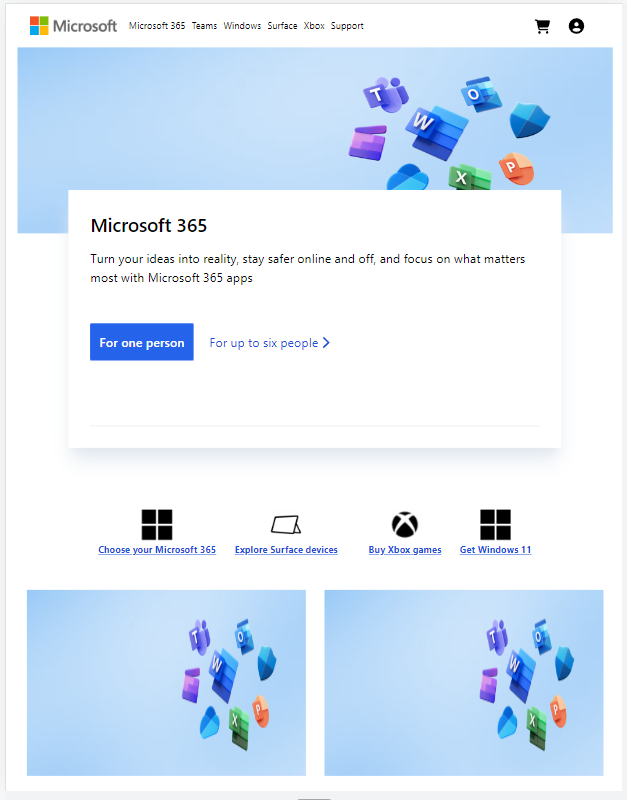 Microsoft Microsoft 365 Teams Windows Surface Xbox Support
T
O
W
P
X
Microsoft 365
Turn your ideas into reality, stay safer online and off, and focus on what matters
most with Microsoft 365 apps
For one person For up to six people
Choose your Microsoft 365 Explore Surface devices Buy Xbox games Get Windows 11
T O T O
W W
P P
X X